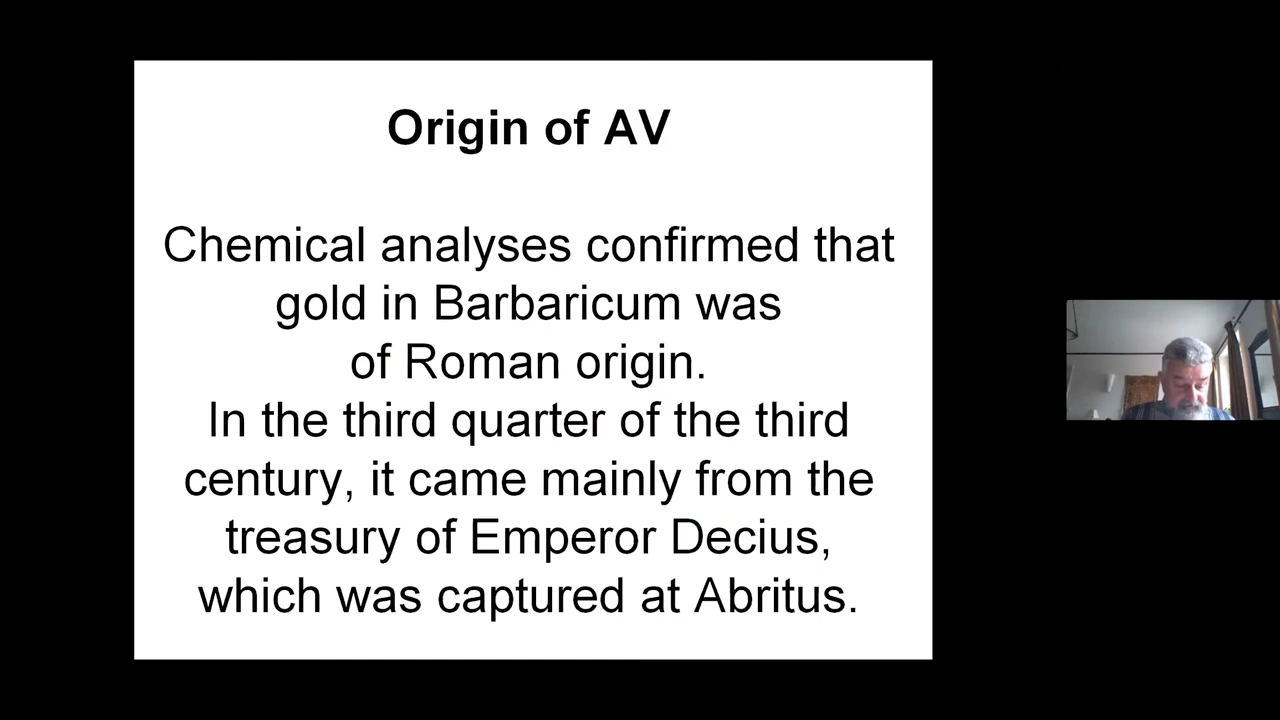 Origin of AV
Chemical analyses confirmed that
gold in Barbaricum was
of Roman origin.
In the third quarter of the third
century, it came mainly from the
treasury of Emperor Decius,
which was captured at Abritus.